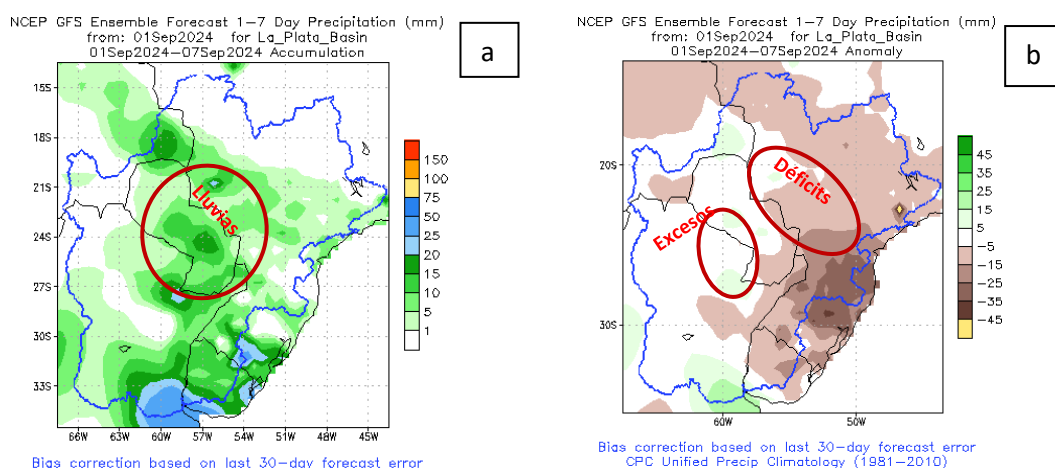 NCEP GFS Ensemble Forecast 1–7 Day Precipitation (mm)
from: 01Sep2024 for La_Plata_Basin
01Sep2024–07Sep2024 Accumulation
a
15S
18S
21S
24S
27S
30S
33S
66W 63W 60W 57W 54W 51W 48W 45W
Lluvias
150
100
75
50
25
20
15
10
5
1
Bias correction based on last 30–day forecast error
NCEP GFS Ensemble Forecast 1–7 Day Precipitation (mm)
from: 01Sep2024 for La_Plata_Basin
01Sep2024–07Sep2024 Anomaly
b
20S
30S
60W 50W
Déficits
Excesos
45
35
25
15
5
−5
−15
−25
−35
−45
Bias correction based on last 30–day forecast error
CPC Unified Precip Climatology (1981–2010)